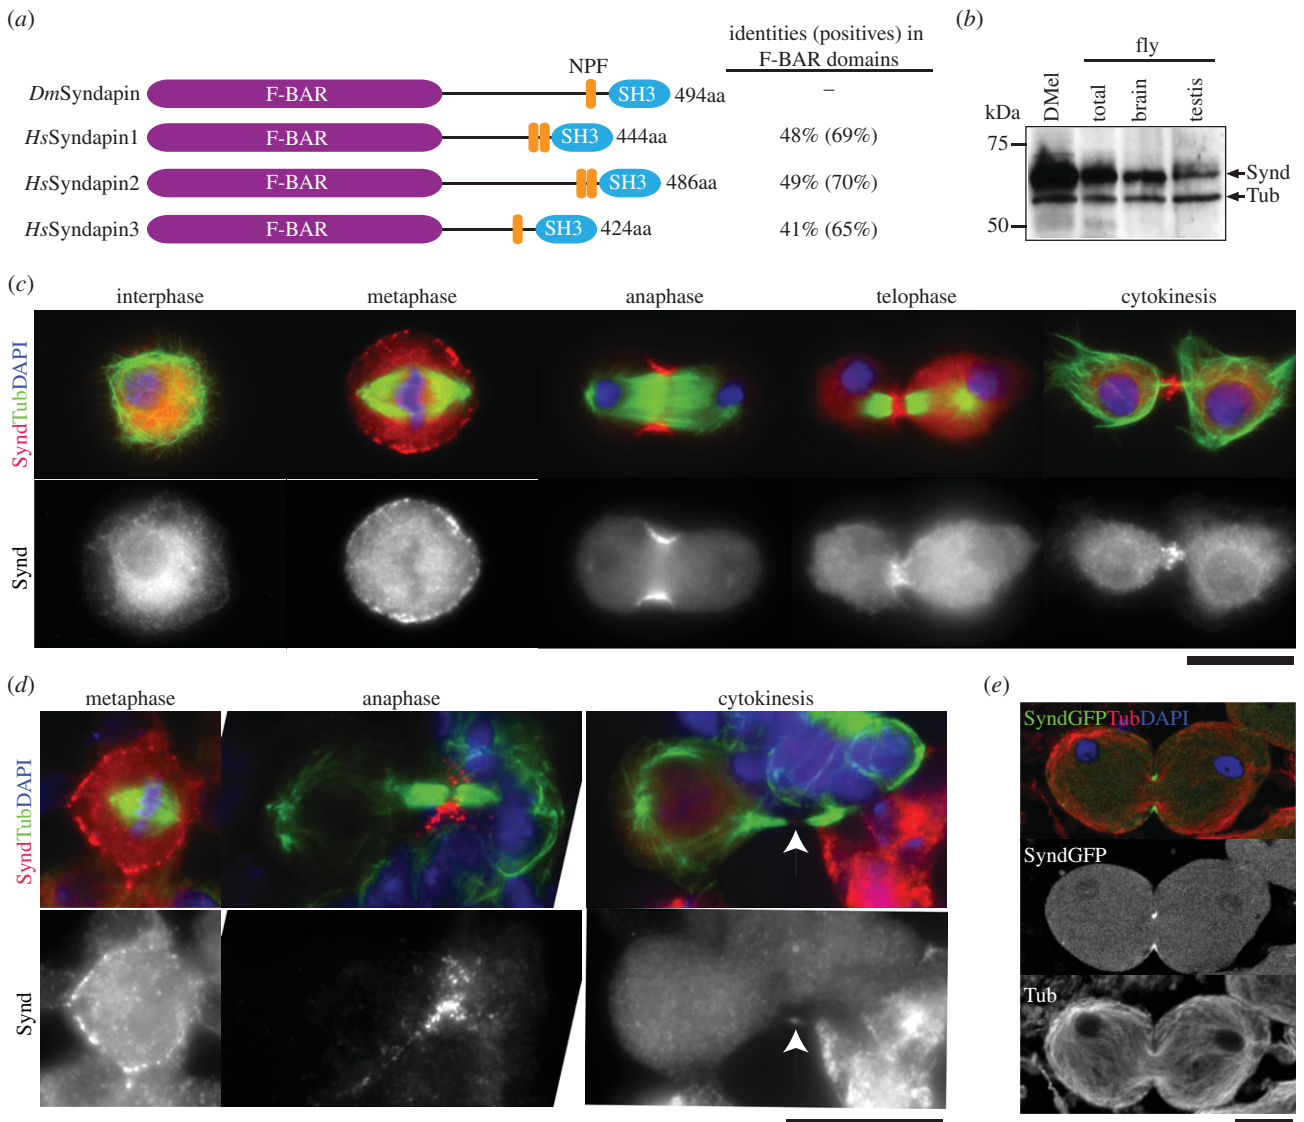 (a)
identities (positives) in
F-BAR domains
NPF
DmSyndapin F-BAR SH3 494aa –
HsSyndapin1 F-BAR SH3 444aa 48% (69%)
HsSyndapin2 F-BAR SH3 486aa 49% (70%)
HsSyndapin3 F-BAR SH3 424aa 41% (65%)
(b)
fly
kDa DMel total brain testis
75
Synd
Tub
50
(c)
interphase metaphase anaphase telophase cytokinesis
SyndTubDAPI
Synd
(d)
metaphase anaphase cytokinesis
SyndTubDAPI
Synd
(e)
SyndGFPTubDAPI
SyndGFP
Tub